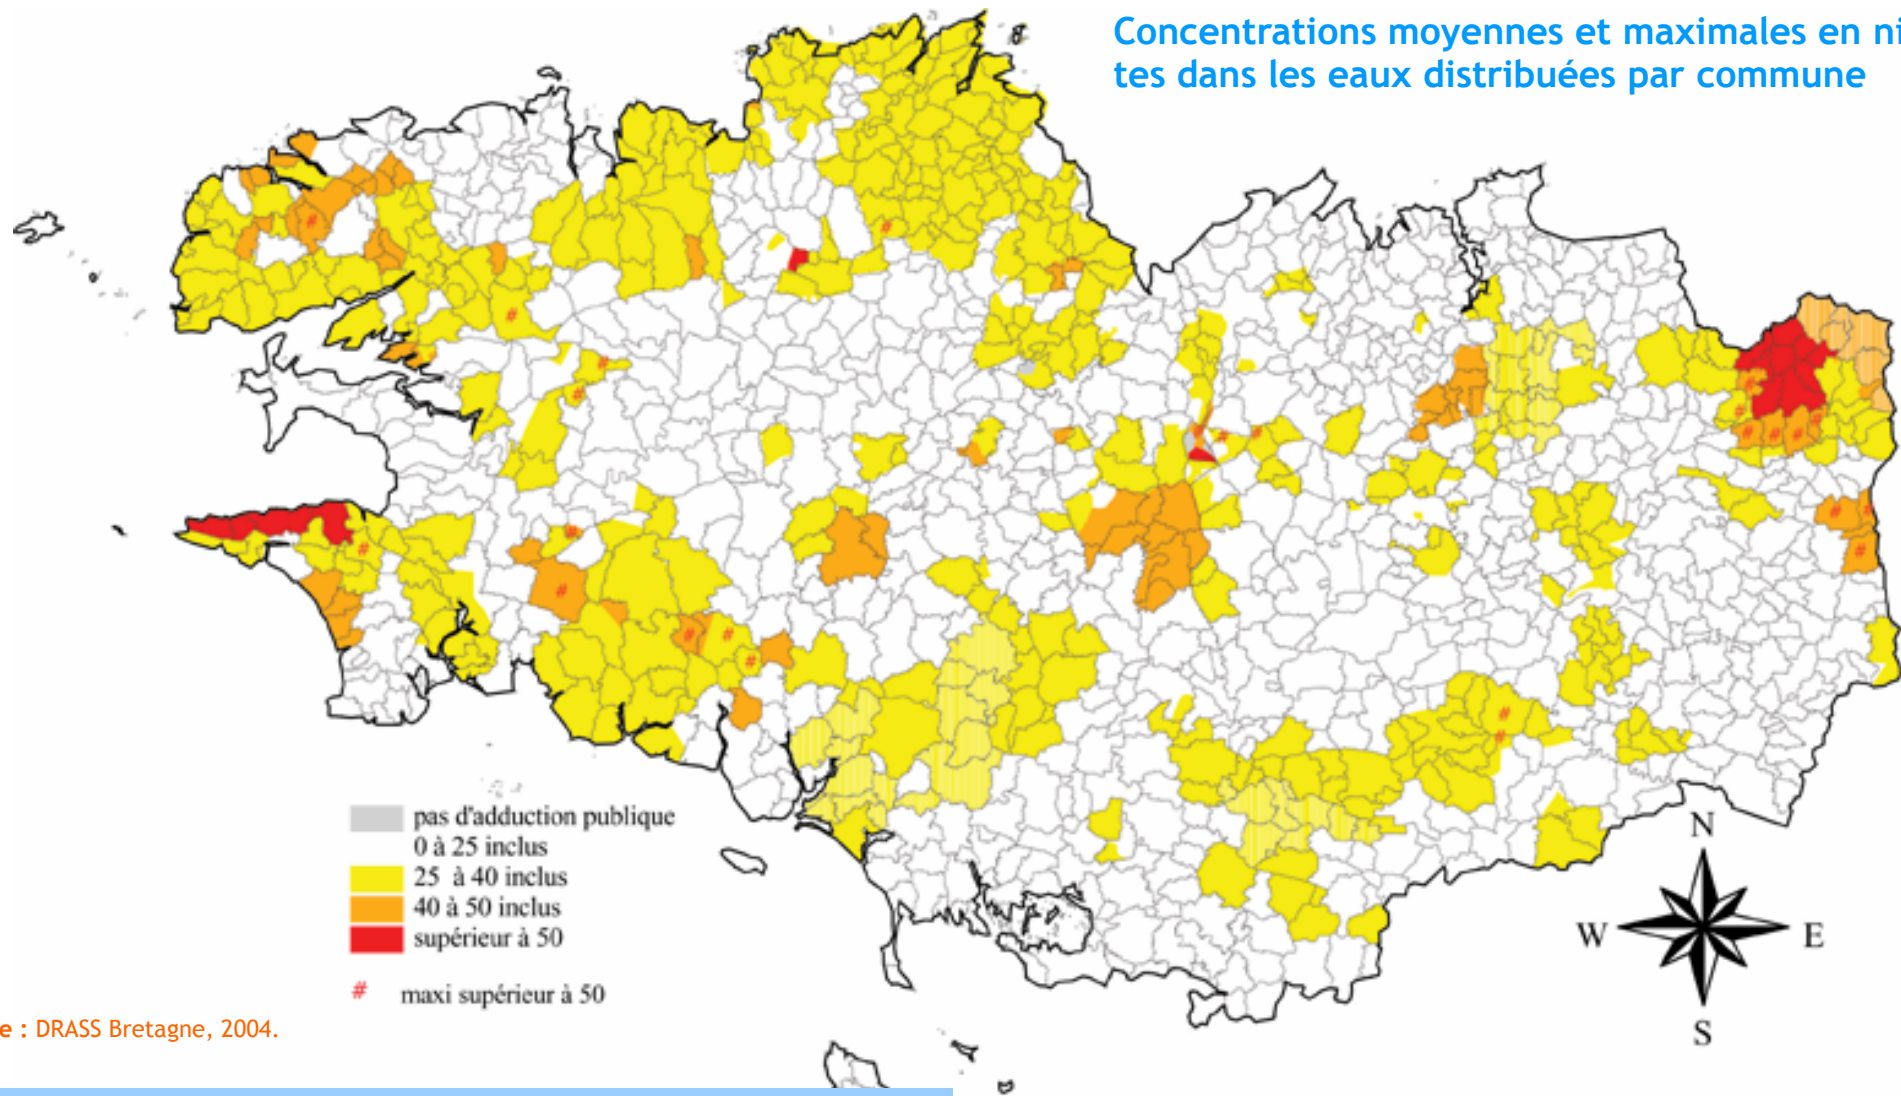 Concentrations moyennes et maximales en ni
tes dans les eaux distribuées par commune
pas d'adduction publique
0 à 25 inclus
25 à 40 inclus
40 à 50 inclus
supérieur à 50
# maxi supérieur à 50
e : DRASS Bretagne, 2004.
N
W E
S